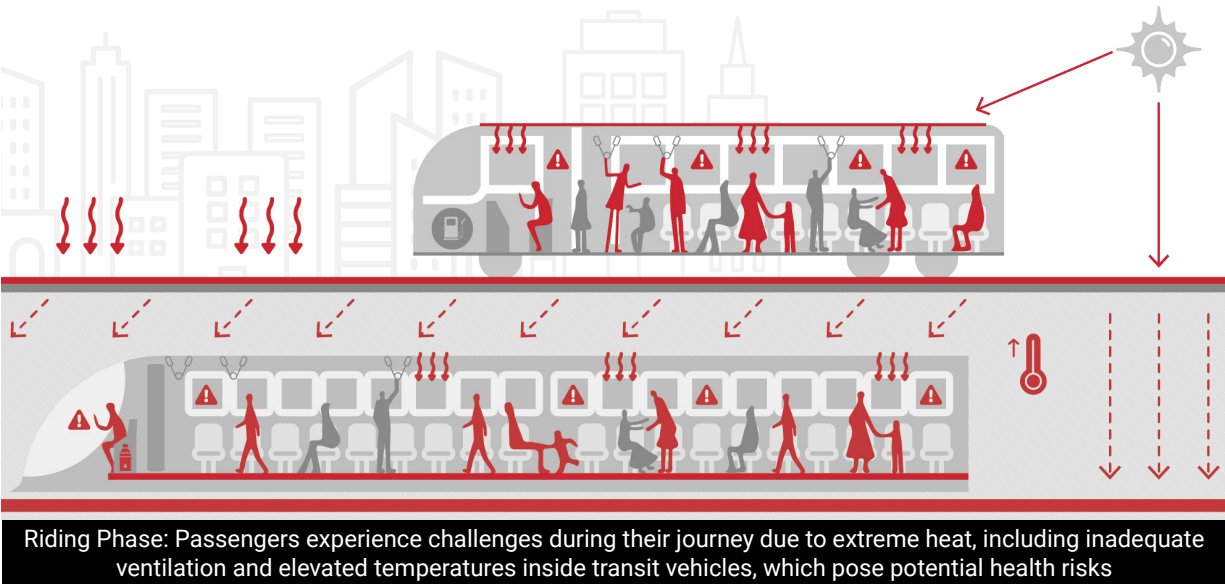 Riding Phase: Passengers experience challenges during their journey due to extreme heat, including inadequate
ventilation and elevated temperatures inside transit vehicles, which pose potential health risks